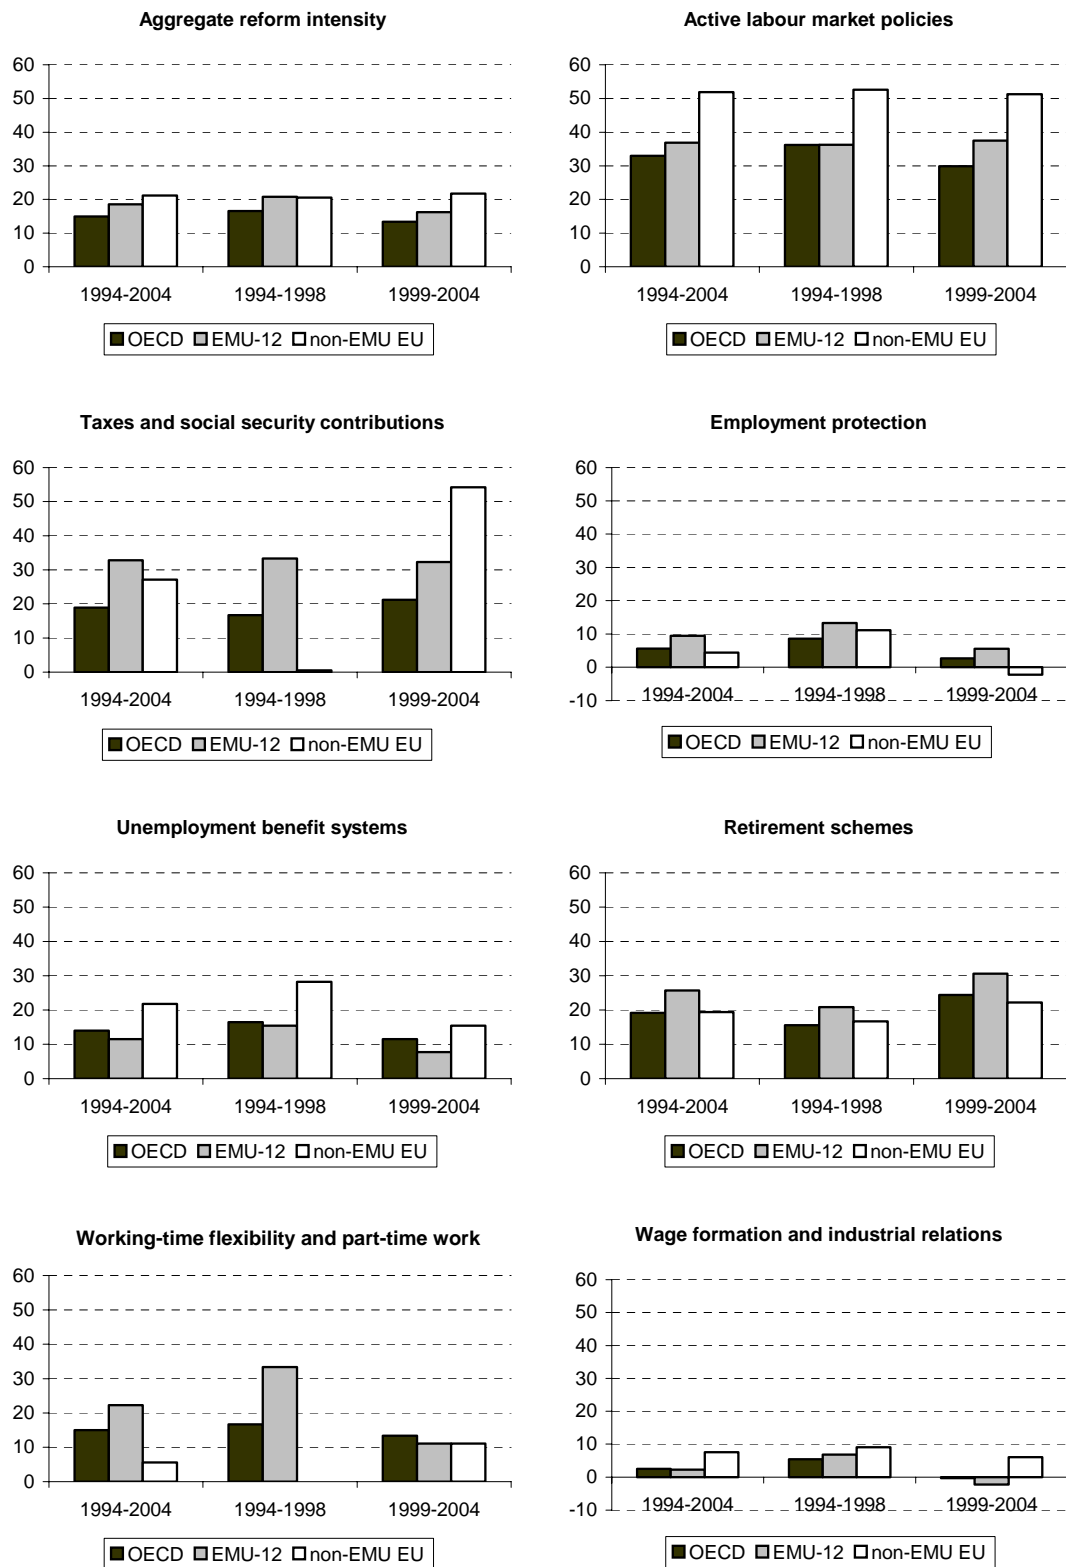 Aggregate reform intensity
60
50
40
30
20
10
0
1994-2004 1994-1998 1999-2004
OECD EMU-12 non-EMU EU
Active labour market policies
60
50
40
30
20
10
0
1994-2004 1994-1998 1999-2004
OECD EMU-12 non-EMU EU
Taxes and social security contributions
60
50
40
30
20
10
0
1994-2004 1994-1998 1999-2004
OECD EMU-12 non-EMU EU
Employment protection
60
50
40
30
20
10
0
-10
1994-2004 1994-1998 1999-2004
OECD EMU-12 non-EMU EU
Unemployment benefit systems
60
50
40
30
20
10
0
1994-2004 1994-1998 1999-2004
OECD EMU-12 non-EMU EU
Retirement schemes
60
50
40
30
20
10
0
1994-2004 1994-1998 1999-2004
OECD EMU-12 non-EMU EU
Working-time flexibility and part-time work
60
50
40
30
20
10
0
1994-2004 1994-1998 1999-2004
OECD EMU-12 non-EMU EU
Wage formation and industrial relations
60
50
40
30
20
10
0
-10
1994-2004 1994-1998 1999-2004
OECD EMU-12 non-EMU EU